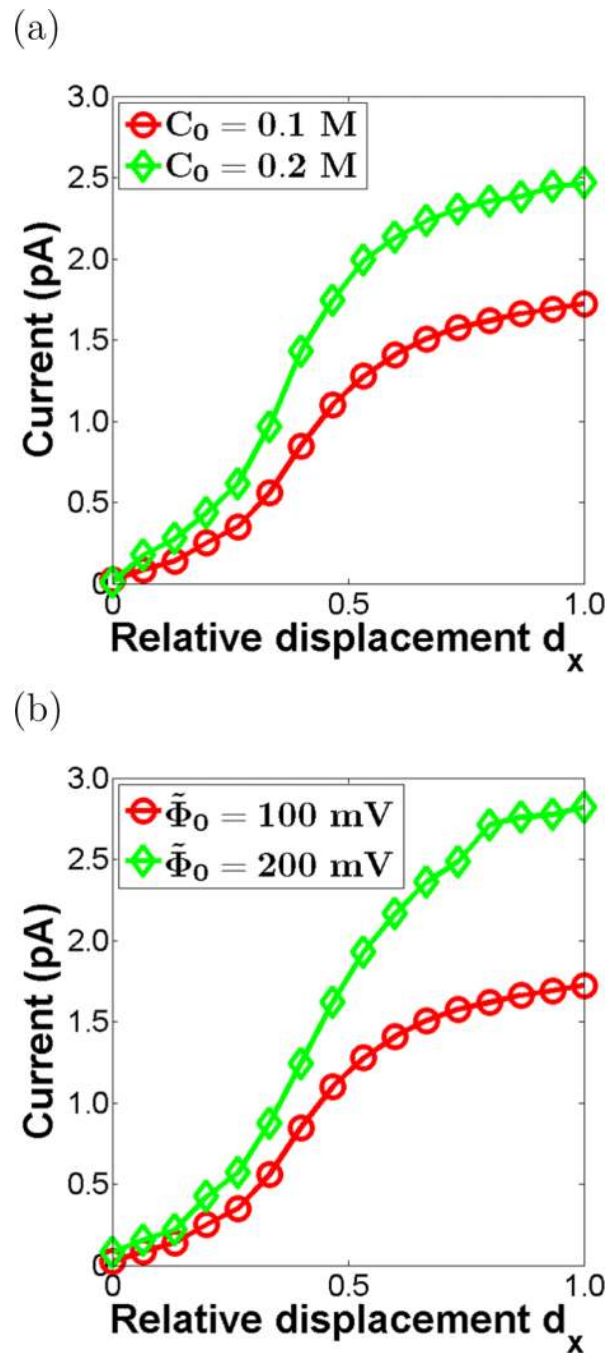 (a)
3.0
C₀ = 0.1 M
C₀ = 0.2 M
2.5
2.0
1.5
1.0
0.5
0
Current (pA)
0 0.5 1.0
Relative displacement dₓ
(b)
3.0
Φ̃₀ = 100 mV
Φ̃₀ = 200 mV
2.5
2.0
1.5
1.0
0.5
0
Current (pA)
0 0.5 1.0
Relative displacement dₓ